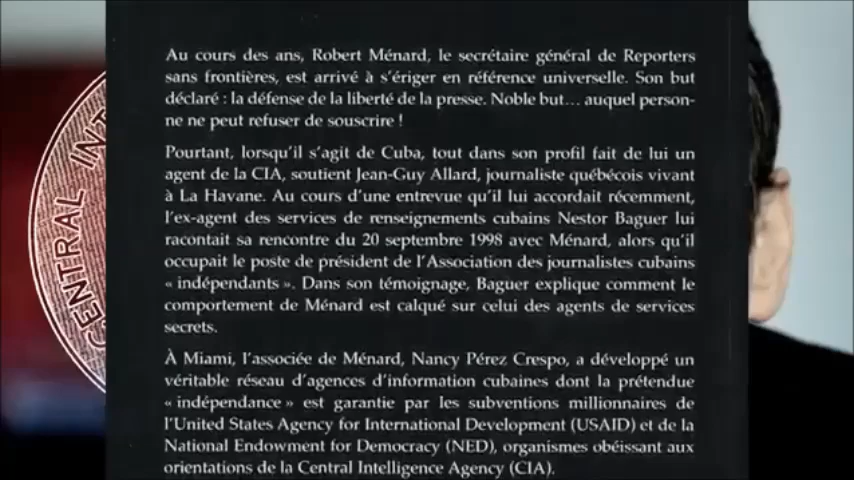 Au cours des ans, Robert Ménard, le secrétaire général de Reporters
sans frontières, est arrivé à s'ériger en référence universelle. Son but
déclaré : la défense de la liberté de la presse. Noble but... auquel person-
ne ne peut refuser de souscrire !
Pourtant, lorsqu'il s'agit de Cuba, tout dans son profil fait de lui un
agent de la CIA, soutient Jean-Guy Allard, journaliste québécois vivant
à La Havane. Au cours d'une entrevue qu'il lui accordait récemment,
l'ex-agent des services de renseignements cubains Nestor Baguer lui
racontait sa rencontre du 20 septembre 1998 avec Ménard, alors qu'il
occupait le poste de président de l'Association des journalistes cubains
« indépendants ». Dans son témoignage, Baguer explique comment le
comportement de Ménard est calqué sur celui des agents de services
secrets.
À Miami, l'associée de Ménard, Nancy Pérez Crespo, a développé un
véritable réseau d'agences d'information cubaines dont la prétendue
« indépendance » est garantie par les subventions millionnaires de
l'United States Agency for International Development (USAID) et de la
National Endowment for Democracy (NED), organismes obéissant aux
orientations de la Central Intelligence Agency (CIA).
CENTRAL INT